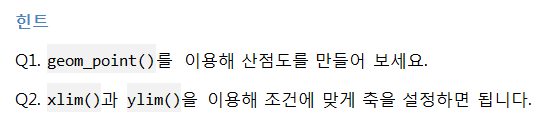 힌트
Q1. geom_point()를 이용해 산점도를 만들어 보세요.
Q2. xlim()과 ylim()을 이용해 조건에 맞게 축을 설정하면 됩니다.